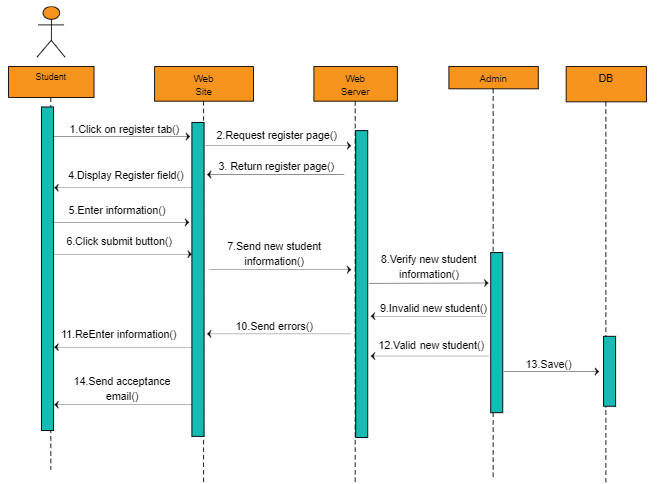 Student
Web
Site
Web
Server
Admin
DB
1.Click on register tab()
2.Request register page()
3. Return register page()
4.Display Register field()
5.Enter information()
6.Click submit button()
7.Send new student
information()
8.Verify new student
information()
9.Invalid new student()
10.Send errors()
11.ReEnter information()
12.Valid new student()
13.Save()
14.Send acceptance
email()